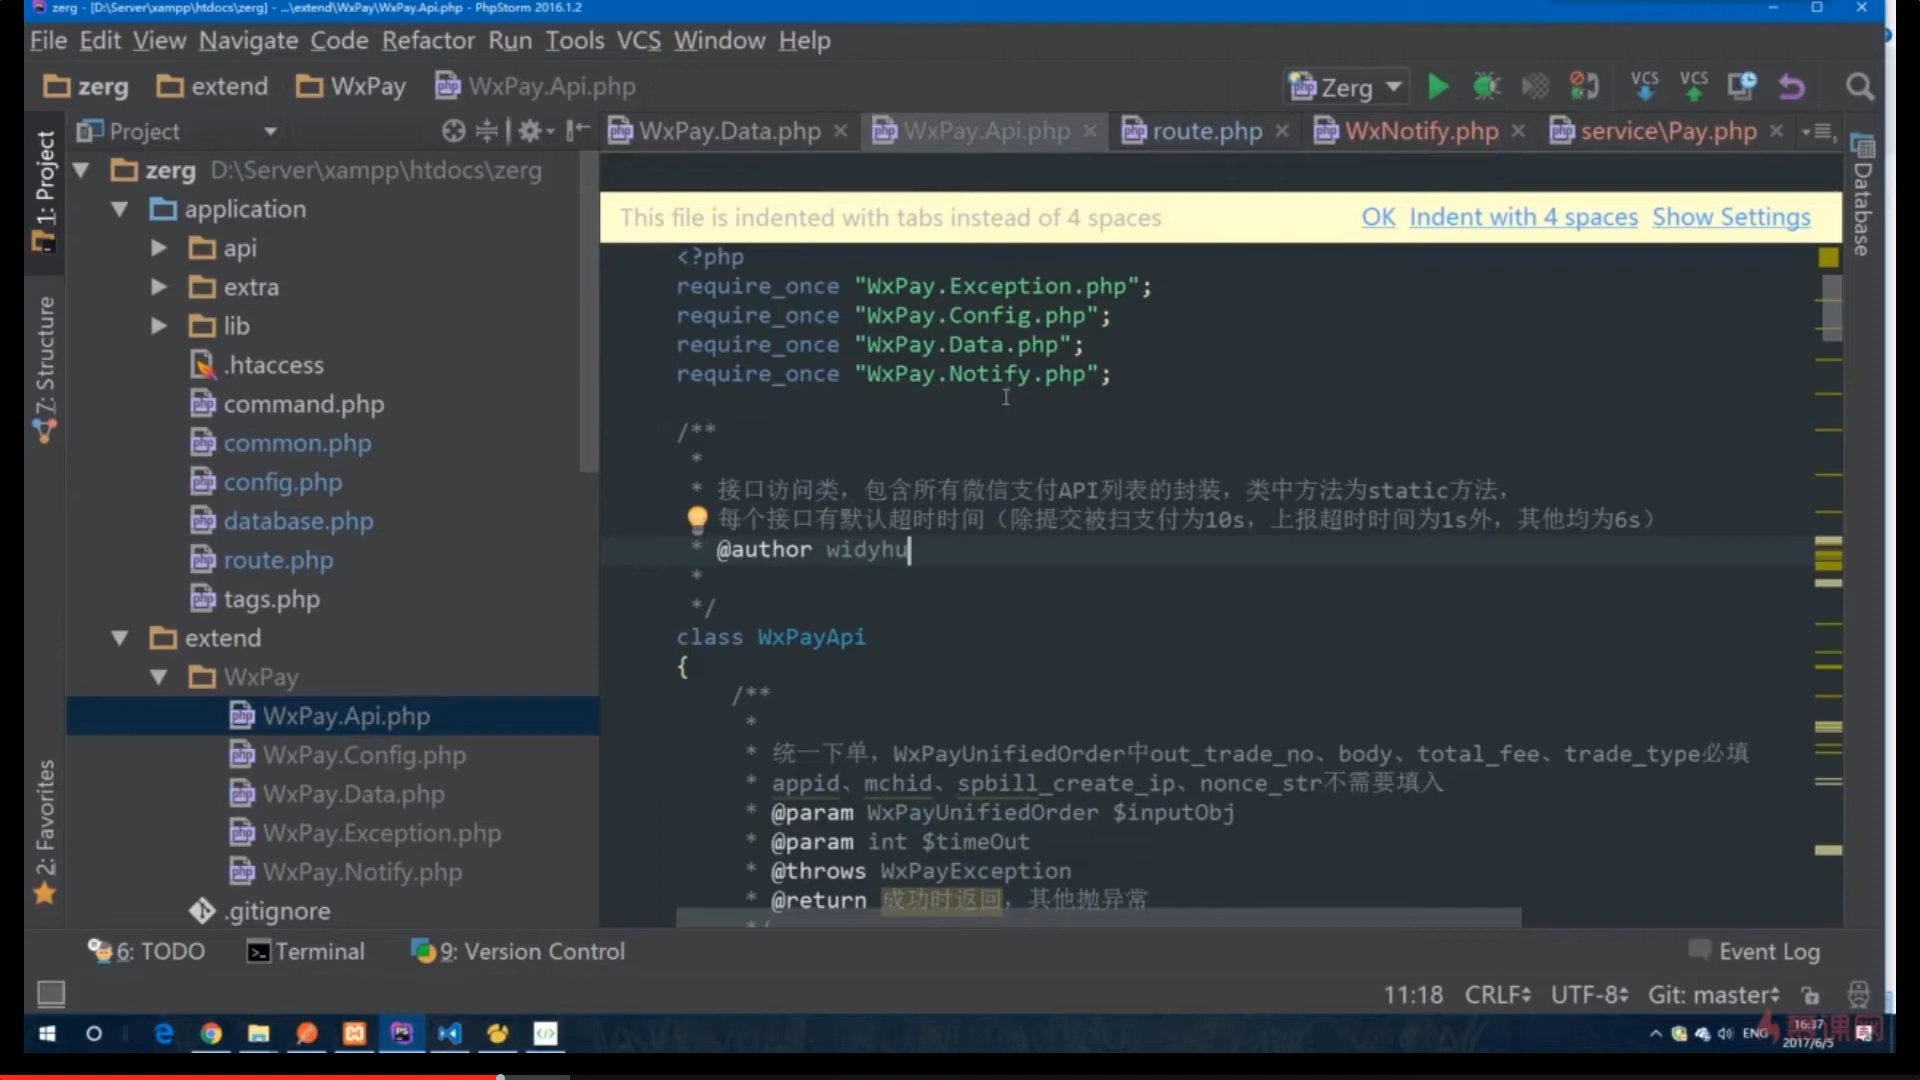 zerg - [D:\Server\xampp\htdocs\zerg] - ...\extend\WxPay\WxPay.Api.php - PhpStorm 2016.1.2
File Edit View Navigate Code Refactor Run Tools VCS Window Help
zerg extend WxPay WxPay.Api.php Zerg VCS VCS
Project
WxPay.Data.php WxPay.Api.php route.php WxNotify.php service\Pay.php
1: Project
7: Structure
2: Favorites
Database
zerg D:\Server\xampp\htdocs\zerg
application
api
extra
lib
.htaccess
command.php
common.php
config.php
database.php
route.php
tags.php
extend
WxPay
WxPay.Api.php
WxPay.Config.php
WxPay.Data.php
WxPay.Exception.php
WxPay.Notify.php
.gitignore
This file is indented with tabs instead of 4 spaces OK Indent with 4 spaces Show Settings
<?php
require_once "WxPay.Exception.php";
require_once "WxPay.Config.php";
require_once "WxPay.Data.php";
require_once "WxPay.Notify.php";
/**
*
* 接口访问类，包含所有微信支付API列表的封装，类中方法为static方法，
每个接口有默认超时时间（除提交被扫支付为10s，上报超时时间为1s外，其他均为6s）
* @author widyhu
*
*/
class WxPayApi
{
/**
*
* 统一下单，WxPayUnifiedOrder中out_trade_no、body、total_fee、trade_type必填
* appid、mchid、spbill_create_ip、nonce_str不需要填入
* @param WxPayUnifiedOrder $inputObj
* @param int $timeOut
* @throws WxPayException
* @return 成功时返回，其他抛异常
*/
6: TODO Terminal 9: Version Control Event Log
11:18 CRLF UTF-8 Git: master
ENG 16:37
2017/6/5